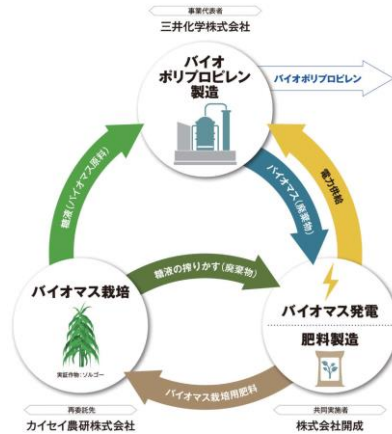 事業代表者
三井化学株式会社
バイオ
ポリプロピレン
製造
バイオポリプロピレン
糖液(バイオマス原料)
バイオマス(廃棄物)
電力供給
糖液の搾りかす(廃棄物)
バイオマス栽培
実証作物:ソルゴー
バイオマス発電
肥料製造
バイオマス栽培用肥料
再委託先
カイセイ農研株式会社
共同実施者
株式会社開成